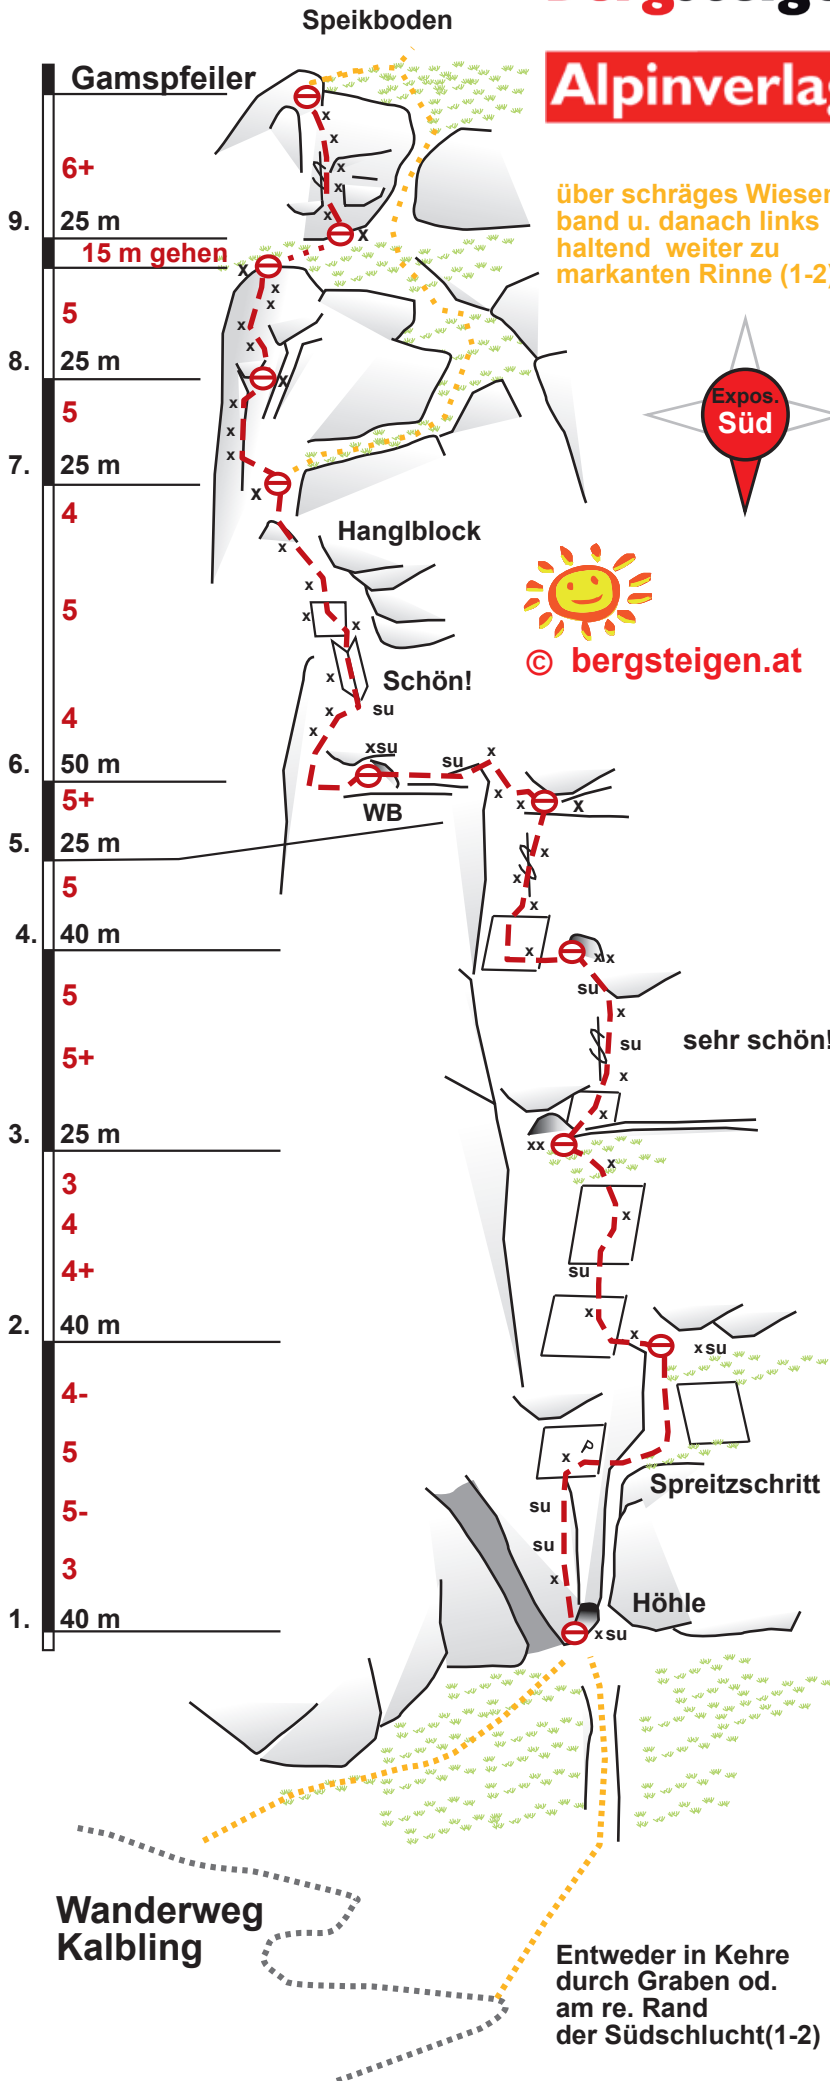 Speikboden
Gamspfeiler
Alpinverlag
6+
über schräges Wiesen
band u. danach links
haltend weiter zu
markanten Rinne (1-2)
9. 25 m
x
x
x
x
x
x
15 m gehen
x
x
x
5
x
x
8. 25 m
x
Expos.
Süd
5
x
x
x
7. 25 m
x
4
Hanglblock
x
x
5
x
x
© bergsteigen.at
x
Schön!
4
x
su
x
xsu
su
x
6. 50 m
x
x
x
5+
WB
5. 25 m
x
x
5
x
4. 40 m
x
xx
5
su
x
5+
su
sehr schön!
x
x
3. 25 m
xx
x
3
4
x
4+
su
x
2. 40 m
x
x su
4-
5
P
x
Spreitzschritt
5-
su
su
3
x
Höhle
1. 40 m
x su
Wanderweg
Kalbling
Entweder in Kehre
durch Graben od.
am re. Rand
der Südschlucht(1-2)